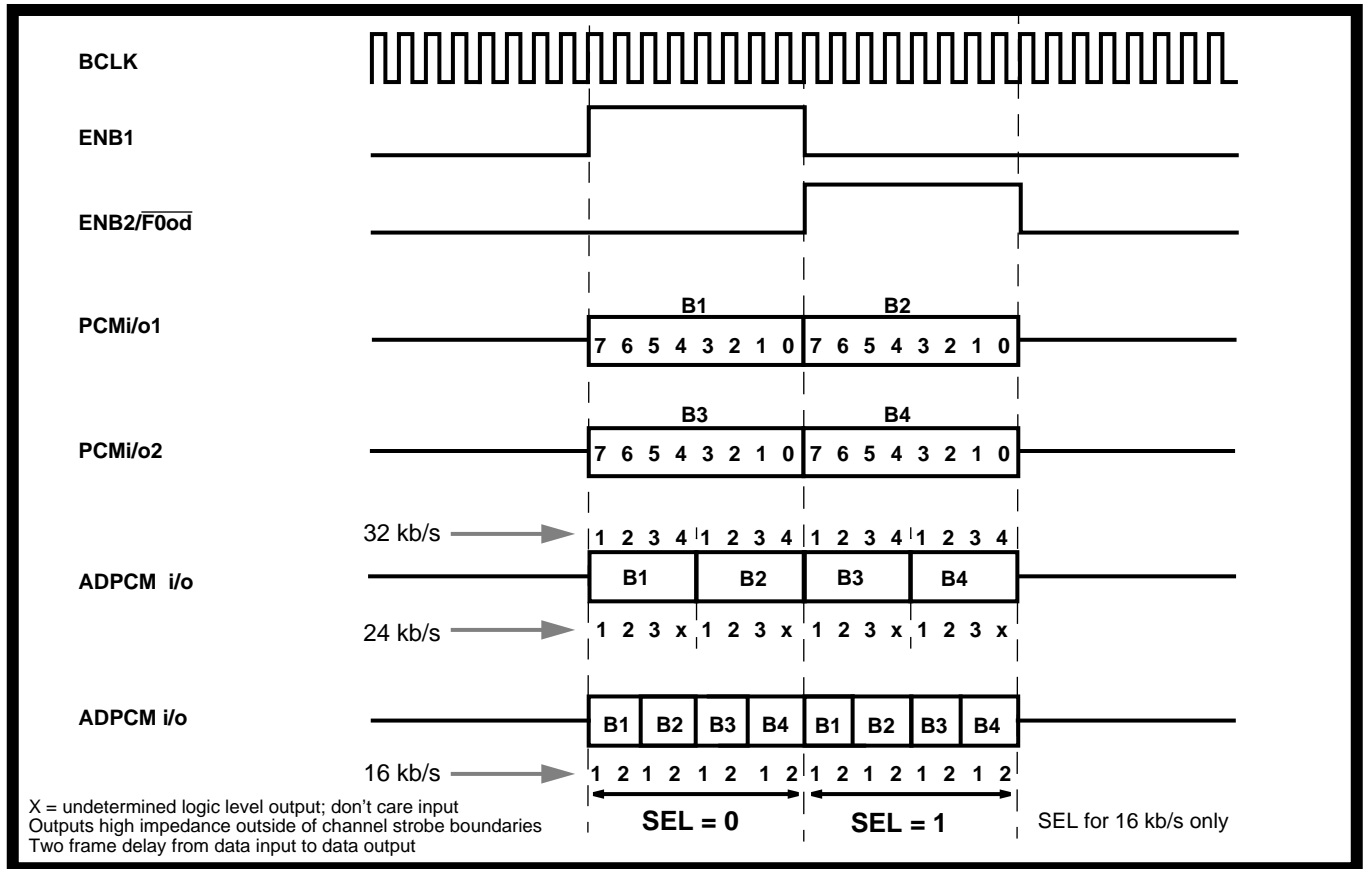 BCLK
ENB1
ENB2/F0od
B1 B2
PCMi/o1
7 6 5 4 3 2 1 0 7 6 5 4 3 2 1 0
B3 B4
PCMi/o2
7 6 5 4 3 2 1 0 7 6 5 4 3 2 1 0
32 kb/s
1 2 3 4 1 2 3 4 1 2 3 4 1 2 3 4
ADPCM i/o
B1 B2 B3 B4
24 kb/s
1 2 3 x 1 2 3 x 1 2 3 x 1 2 3 x
ADPCM i/o
B1 B2 B3 B4 B1 B2 B3 B4
16 kb/s
1 2 1 2 1 2 1 2 1 2 1 2 1 2 1 2
SEL = 0 SEL = 1 SEL for 16 kb/s only
X = undetermined logic level output; don't care input
Outputs high impedance outside of channel strobe boundaries
Two frame delay from data input to data output